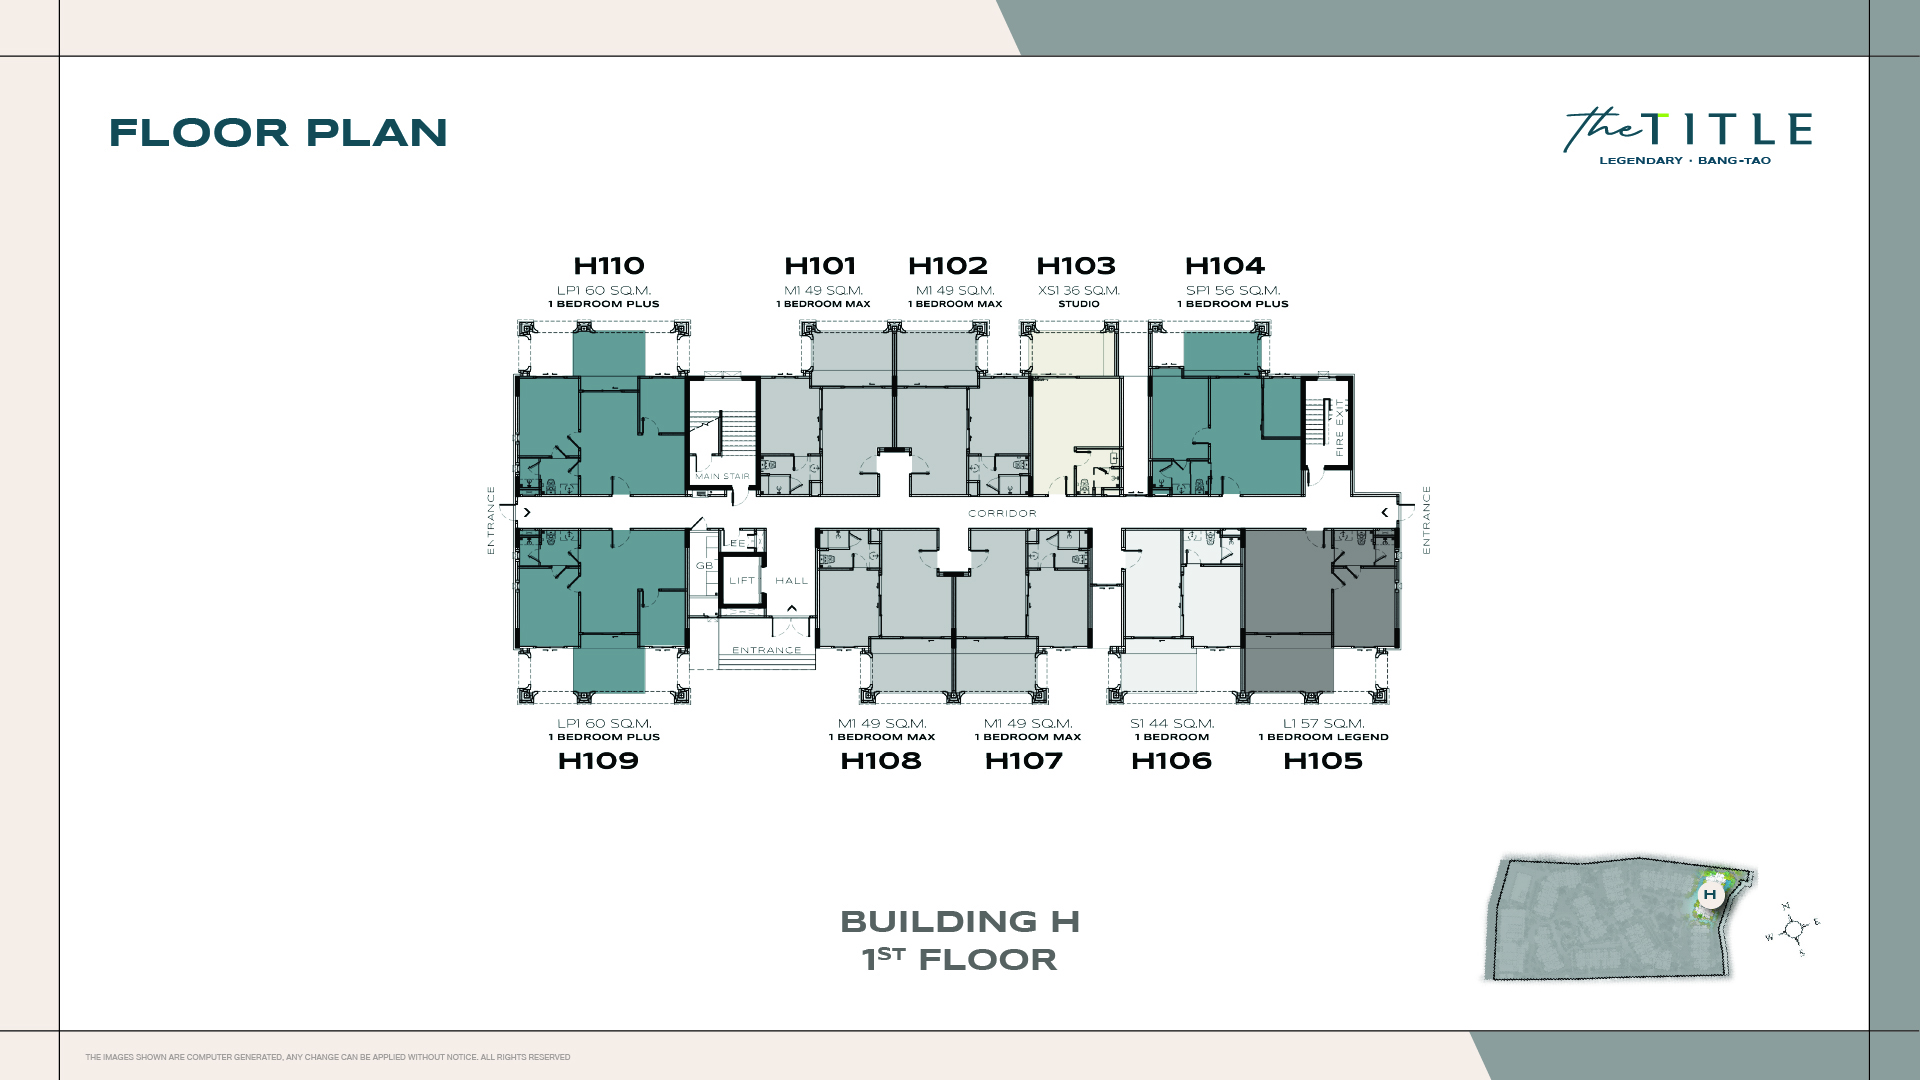 FLOOR PLAN
the TITLE
LEGENDARY · BANG-TAO
H110
LP1 60 SQ.M.
1 BEDROOM PLUS
H101
M1 49 SQ.M.
1 BEDROOM MAX
H102
M1 49 SQ.M.
1 BEDROOM MAX
H103
XS1 36 SQ.M.
STUDIO
H104
SP1 56 SQ.M.
1 BEDROOM PLUS
MAIN STAIR
FIRE EXIT
ENTRANCE
CORRIDOR
ENTRANCE
EE
GB
LIFT
HALL
ENTRANCE
LP1 60 SQ.M.
1 BEDROOM PLUS
H109
M1 49 SQ.M.
1 BEDROOM MAX
H108
M1 49 SQ.M.
1 BEDROOM MAX
H107
S1 44 SQ.M.
1 BEDROOM
H106
L1 57 SQ.M.
1 BEDROOM LEGEND
H105
BUILDING H
1ST FLOOR
H
N
E
W
S
THE IMAGES SHOWN ARE COMPUTER GENERATED, ANY CHANGE CAN BE APPLIED WITHOUT NOTICE. ALL RIGHTS RESERVED